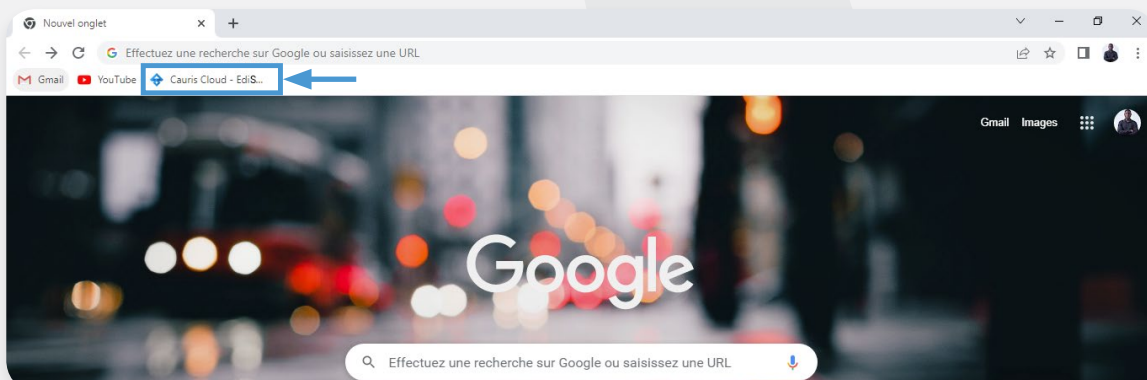 Nouvel onglet
Effectuez une recherche sur Google ou saisissez une URL
Gmail YouTube Cauris Cloud - EdiS...
Gmail Images
Google
Effectuez une recherche sur Google ou saisissez une URL